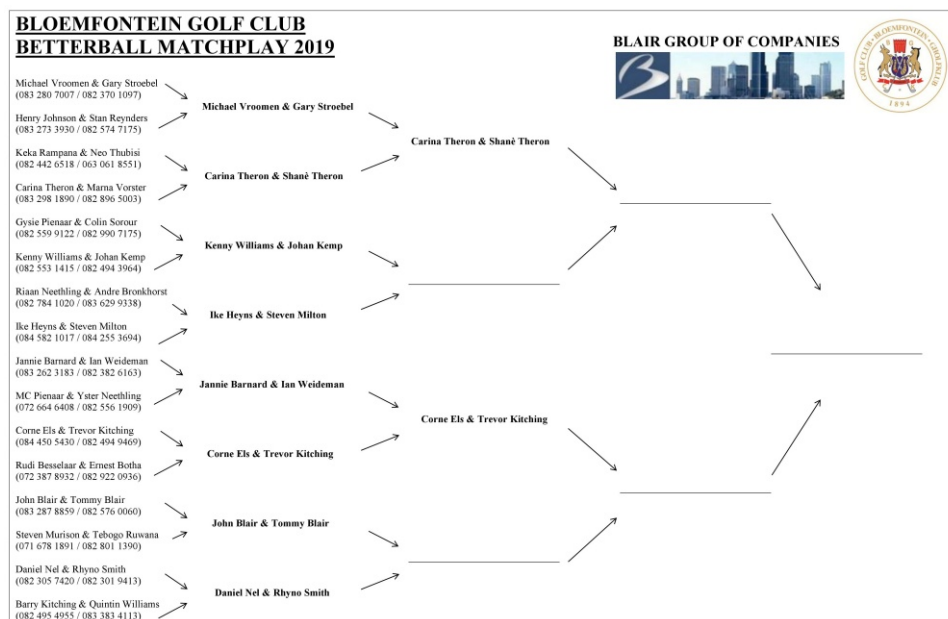 BLOEMFONTEIN GOLF CLUB
BETTERBALL MATCHPLAY 2019
BLAIR GROUP OF COMPANIES
GOLF CLUB • BLOEMFONTEIN • GHOLFKLUB
1894
Michael Vroomen & Gary Stroebel
(083 280 7007 / 082 370 1097)
Henry Johnson & Stan Reynders
(083 273 3930 / 082 574 7175)
Keka Rampana & Neo Thubisi
(082 442 6518 / 063 061 8551)
Carina Theron & Marna Vorster
(083 298 1890 / 082 896 5003)
Gysie Pienaar & Colin Sorour
(082 559 9122 / 082 990 7175)
Kenny Williams & Johan Kemp
(082 553 1415 / 082 494 3964)
Riaan Neethling & Andre Bronkhorst
(082 784 1020 / 083 629 9338)
Ike Heyns & Steven Milton
(084 582 1017 / 084 255 3694)
Jannie Barnard & Ian Weideman
(083 262 3183 / 082 382 6163)
MC Pienaar & Yster Neethling
(072 664 6408 / 082 556 1909)
Corne Els & Trevor Kitching
(084 450 5430 / 082 494 9469)
Rudi Besselaar & Ernest Botha
(072 387 8932 / 082 922 0936)
John Blair & Tommy Blair
(083 287 8859 / 082 576 0060)
Steven Murison & Tebogo Ruwana
(071 678 1891 / 082 801 1390)
Daniel Nel & Rhyno Smith
(082 305 7420 / 082 301 9413)
Barry Kitching & Quintin Williams
(082 495 4955 / 083 383 4113)
Michael Vroomen & Gary Stroebel
Carina Theron & Shanè Theron
Kenny Williams & Johan Kemp
Ike Heyns & Steven Milton
Jannie Barnard & Ian Weideman
Corne Els & Trevor Kitching
John Blair & Tommy Blair
Daniel Nel & Rhyno Smith
Carina Theron & Shanè Theron
Corne Els & Trevor Kitching